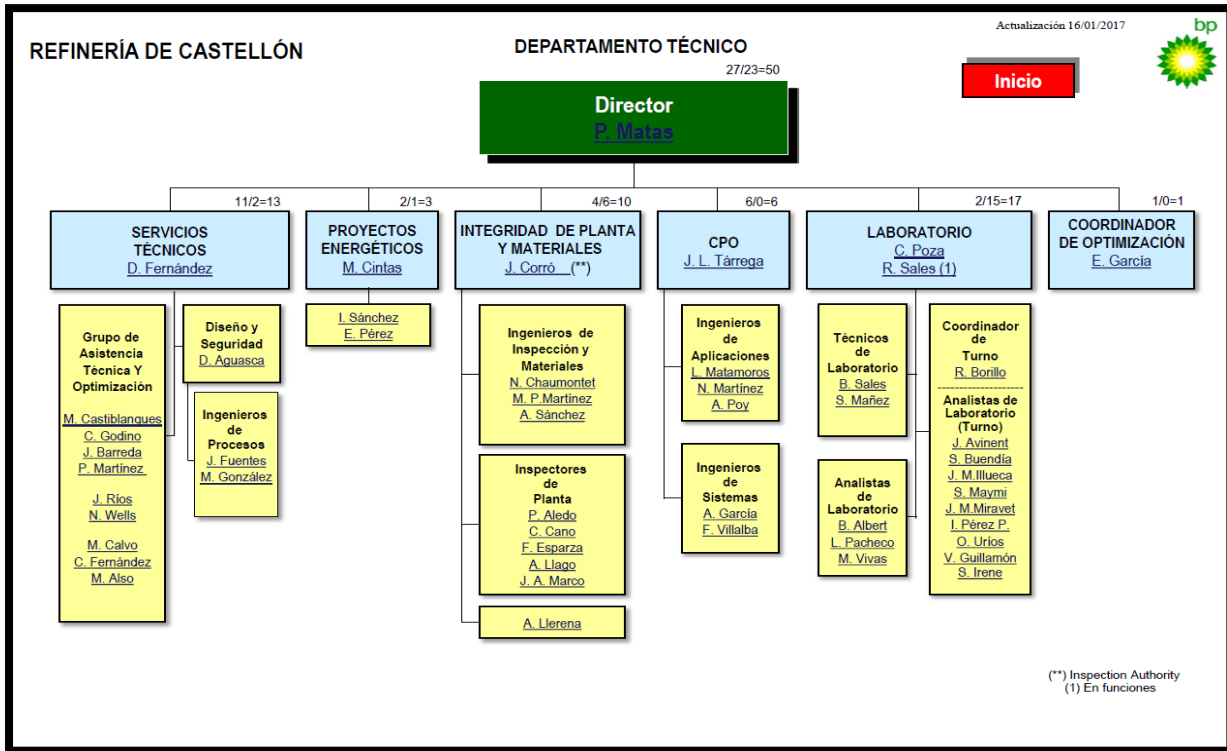 Actualización 16/01/2017
bp
REFINERÍA DE CASTELLÓN
DEPARTAMENTO TÉCNICO
27/23=50
Inicio
Director
P. Matas
11/2=13
SERVICIOS
TÉCNICOS
D. Fernández
2/1=3
PROYECTOS
ENERGÉTICOS
M. Cintas
4/6=10
INTEGRIDAD DE PLANTA
Y MATERIALES
J. Corró (**)
6/0=6
CPO
J. L. Tárrega
2/15=17
LABORATORIO
C. Poza
R. Sales (1)
1/0=1
COORDINADOR
DE OPTIMIZACIÓN
E. García
Grupo de
Asistencia
Técnica Y
Optimización
M. Castiblanques
C. Godino
J. Barreda
P. Martínez
J. Ríos
N. Wells
M. Calvo
C. Fernández
M. Also
Diseño y
Seguridad
D. Aguasca
Ingenieros
de
Procesos
J. Fuentes
M. González
I. Sánchez
E. Pérez
Ingenieros de
Inspección y
Materiales
N. Chaumontet
M. P.Martínez
A. Sánchez
Inspectores
de
Planta
P. Aledo
C. Cano
F. Esparza
A. Llago
J. A. Marco
A. Llerena
Ingenieros
de
Aplicaciones
L. Matamoros
N. Martínez
A. Poy
Ingenieros
de
Sistemas
A. García
F. Villalba
Técnicos
de
Laboratorio
B. Sales
S. Mañez
Analistas
de
Laboratorio
B. Albert
L. Pacheco
M. Vivas
Coordinador
de
Turno
R. Borillo
--------------------
Analistas de
Laboratorio
(Turno)
J. Avinent
S. Buendía
J. M.Illueca
S. Maymi
J. M.Miravet
I. Pérez P.
O. Urios
V. Guillamón
S. Irene
(**) Inspection Authority
(1) En funciones